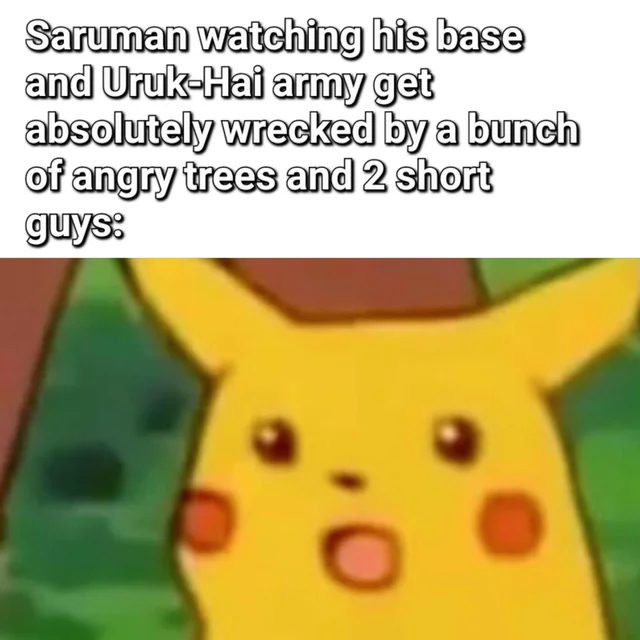 Saruman watching his base
and Uruk-Hai army get
absolutely wrecked by a bunch
of angry trees and 2 short
guys: